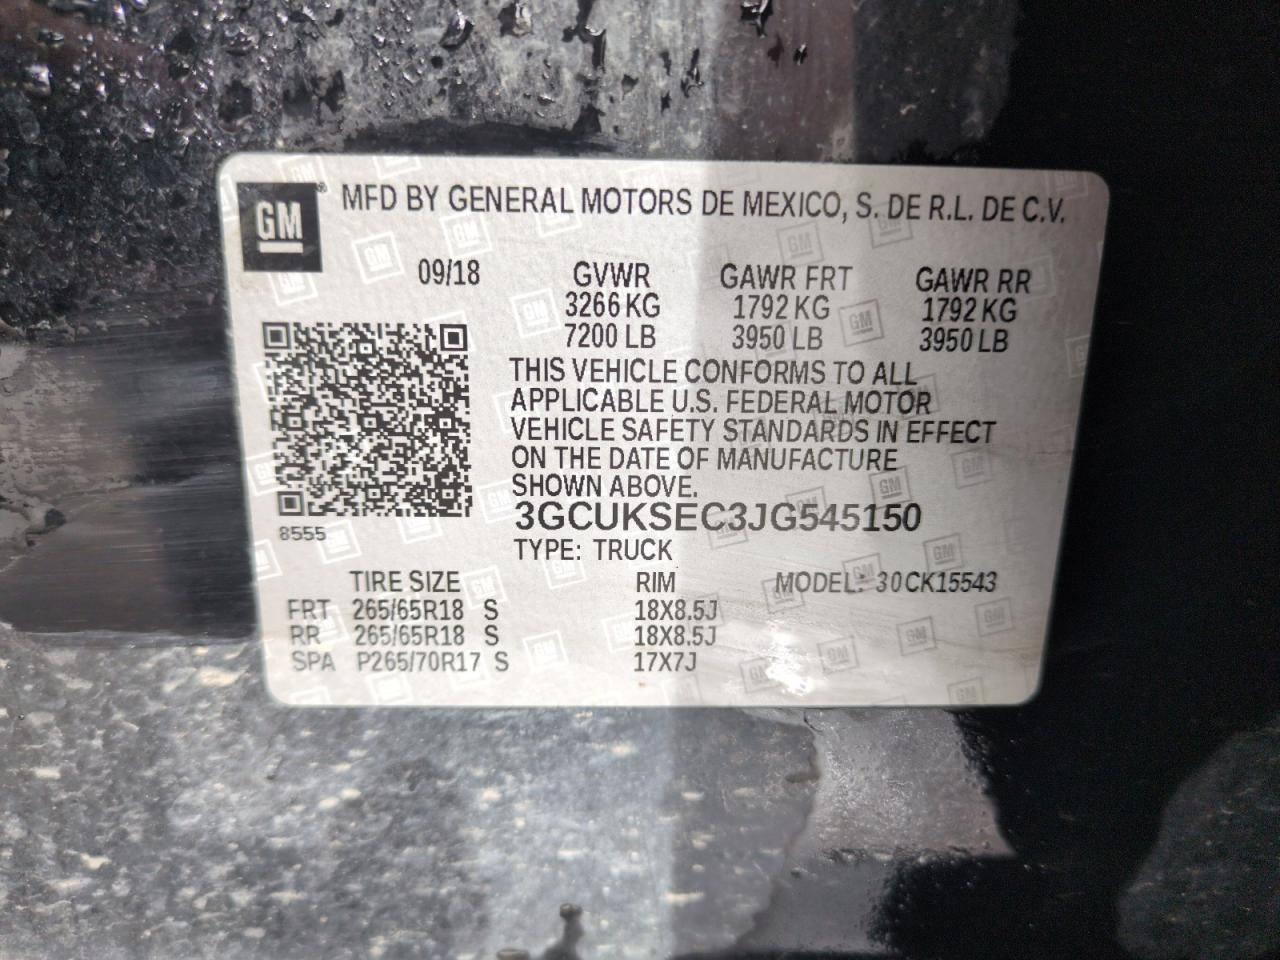 GM® MFD BY GENERAL MOTORS DE MEXICO, S. DE R.L. DE C.V.
09/18 GVWR GAWR FRT GAWR RR
3266 KG 1792 KG 1792 KG
7200 LB 3950 LB 3950 LB
THIS VEHICLE CONFORMS TO ALL
APPLICABLE U.S. FEDERAL MOTOR
VEHICLE SAFETY STANDARDS IN EFFECT
ON THE DATE OF MANUFACTURE
SHOWN ABOVE.
3GCUKSEC3JG545150
8555
TYPE: TRUCK
TIRE SIZE RIM MODEL: 30CK15543
FRT 265/65R18 S 18X8.5J
RR 265/65R18 S 18X8.5J
SPA P265/70R17 S 17X7J